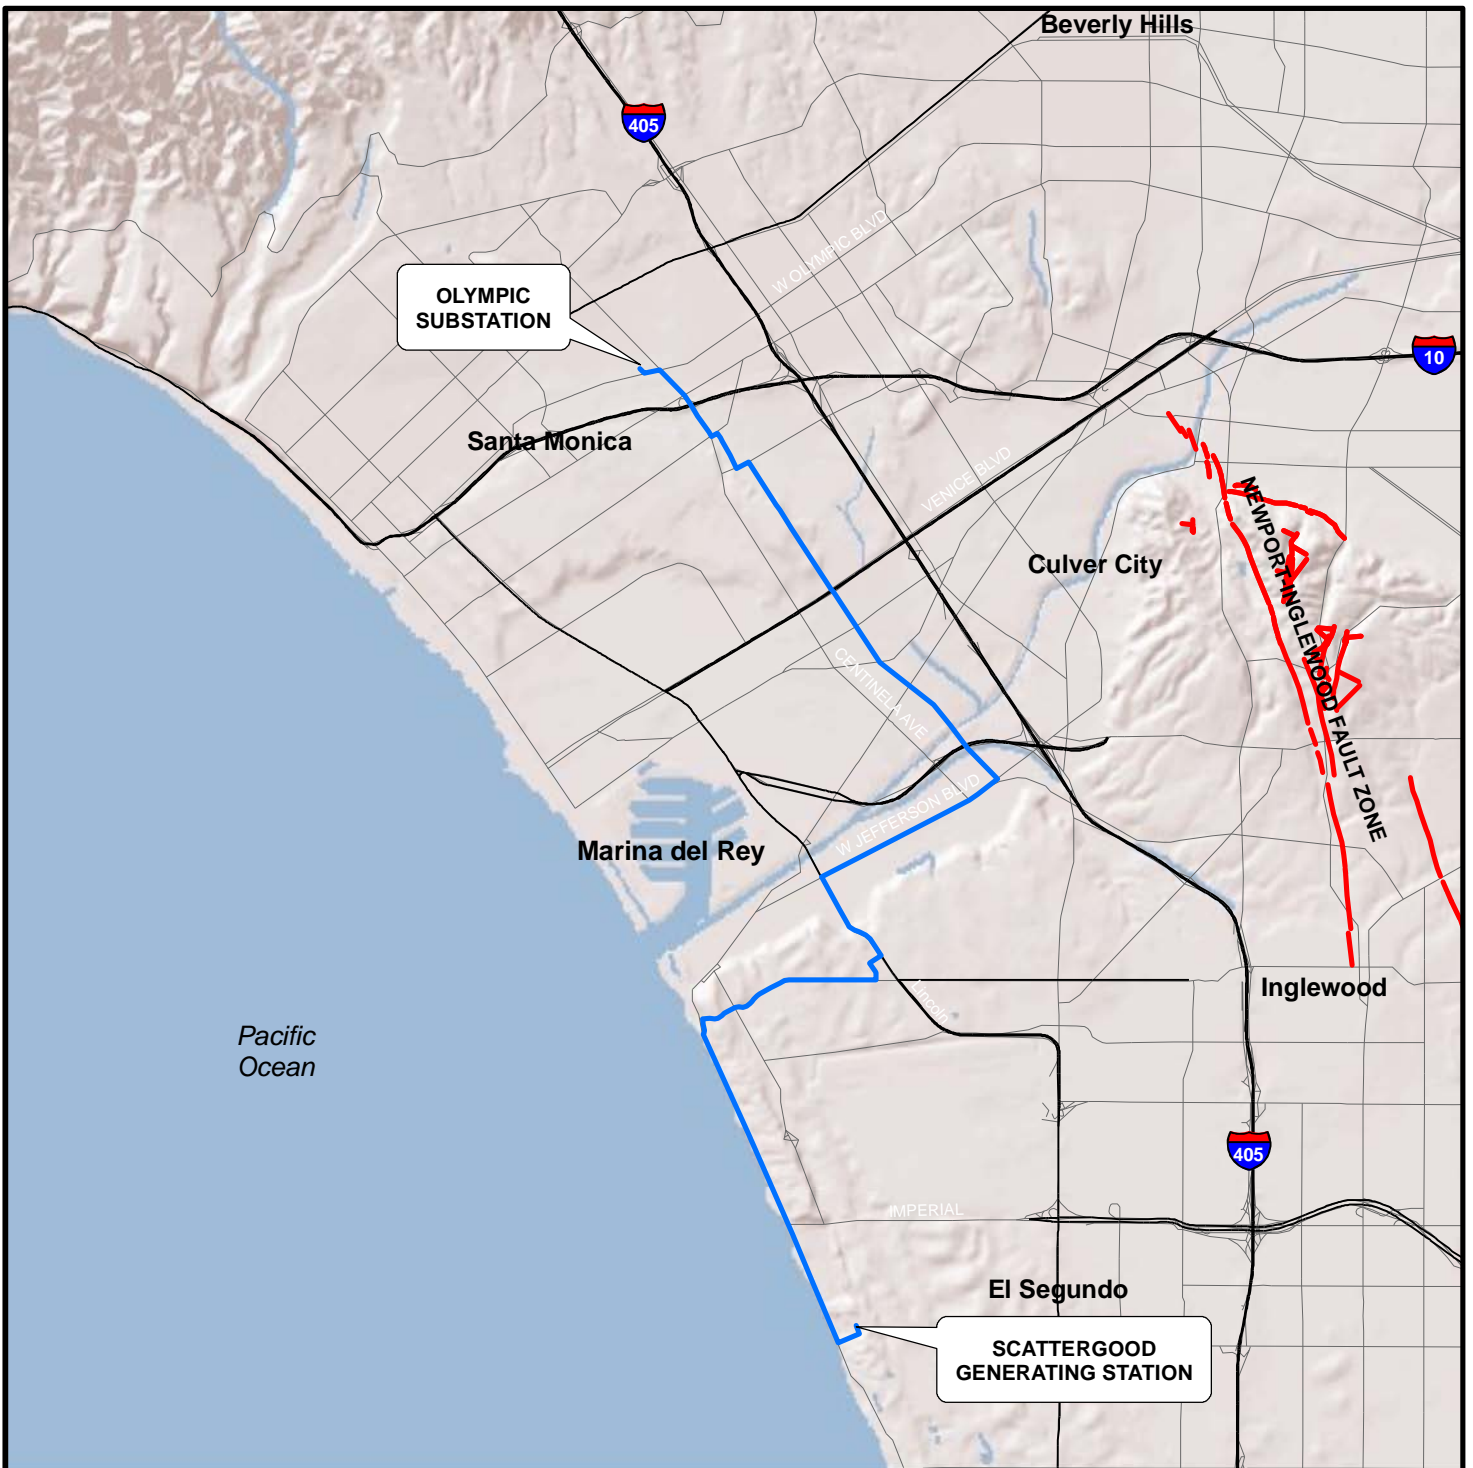 Beverly Hills
405
W OLYMPIC BLVD
OLYMPIC
SUBSTATION
10
Santa Monica
VENICE BLVD
NEWPORT-INGLEWOOD FAULT ZONE
Culver City
CENTINELA AVE
W JEFFERSON BLVD
Marina del Rey
Inglewood
Lincoln
Pacific
Ocean
405
IMPERIAL
El Segundo
SCATTERGOOD
GENERATING STATION